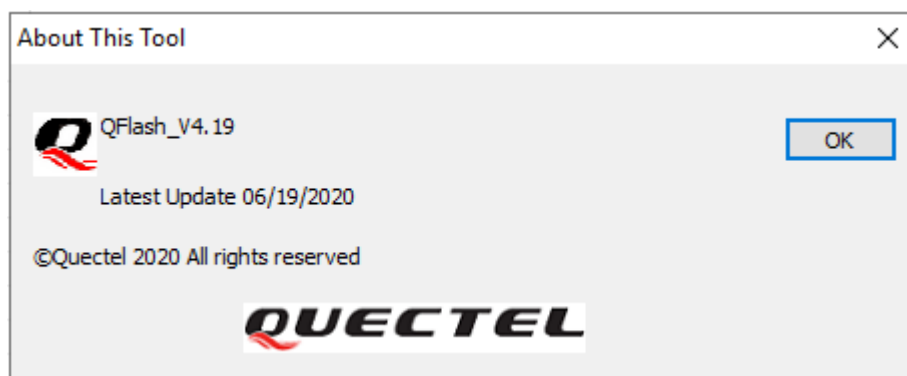 About This Tool
QFlash_V4.19
OK
Latest Update 06/19/2020
©Quectel 2020 All rights reserved
QUECTEL